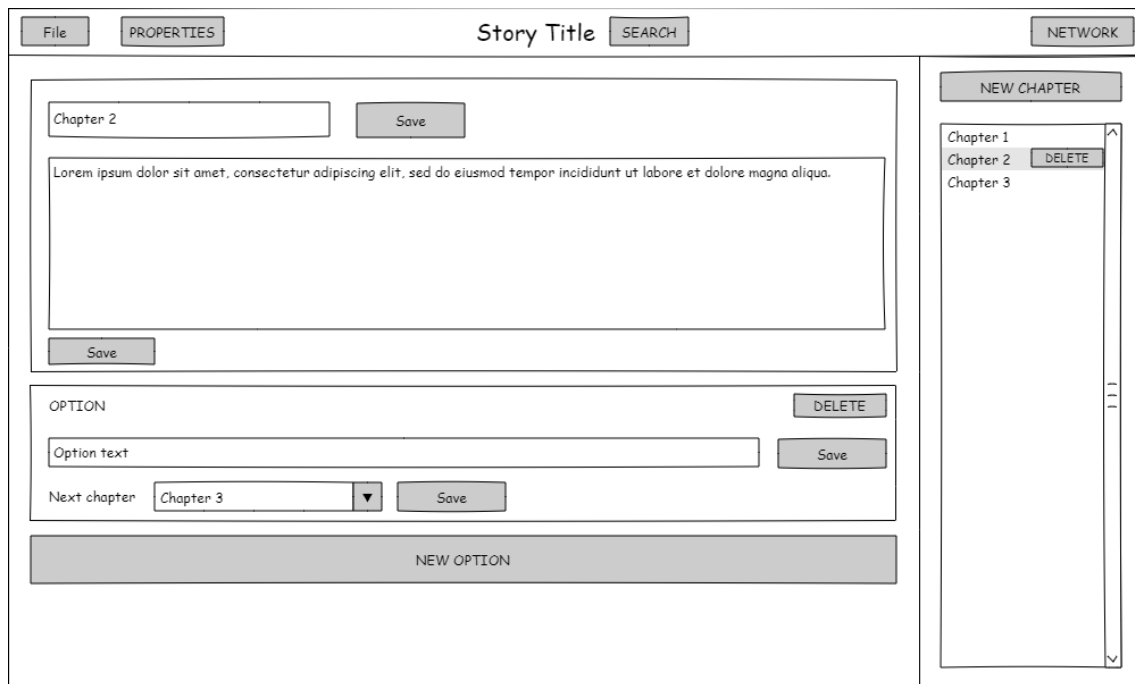 File PROPERTIES Story Title SEARCH NETWORK
Chapter 2 Save
Lorem ipsum dolor sit amet, consectetur adipiscing elit, sed do eiusmod tempor incididunt ut labore et dolore magna aliqua.
Save
OPTION DELETE
Option text Save
Next chapter Chapter 3 Save
NEW OPTION
NEW CHAPTER
Chapter 1
Chapter 2 DELETE
Chapter 3